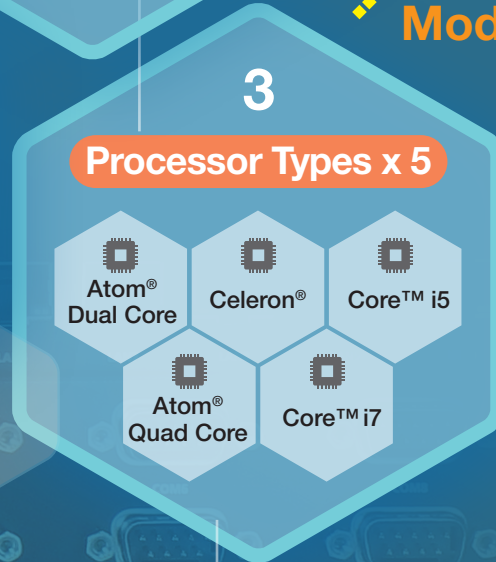 Mod
3
Processor Types x 5
Atom®
Dual Core
Celeron®
Core™ i5
Atom®
Quad Core
Core™ i7